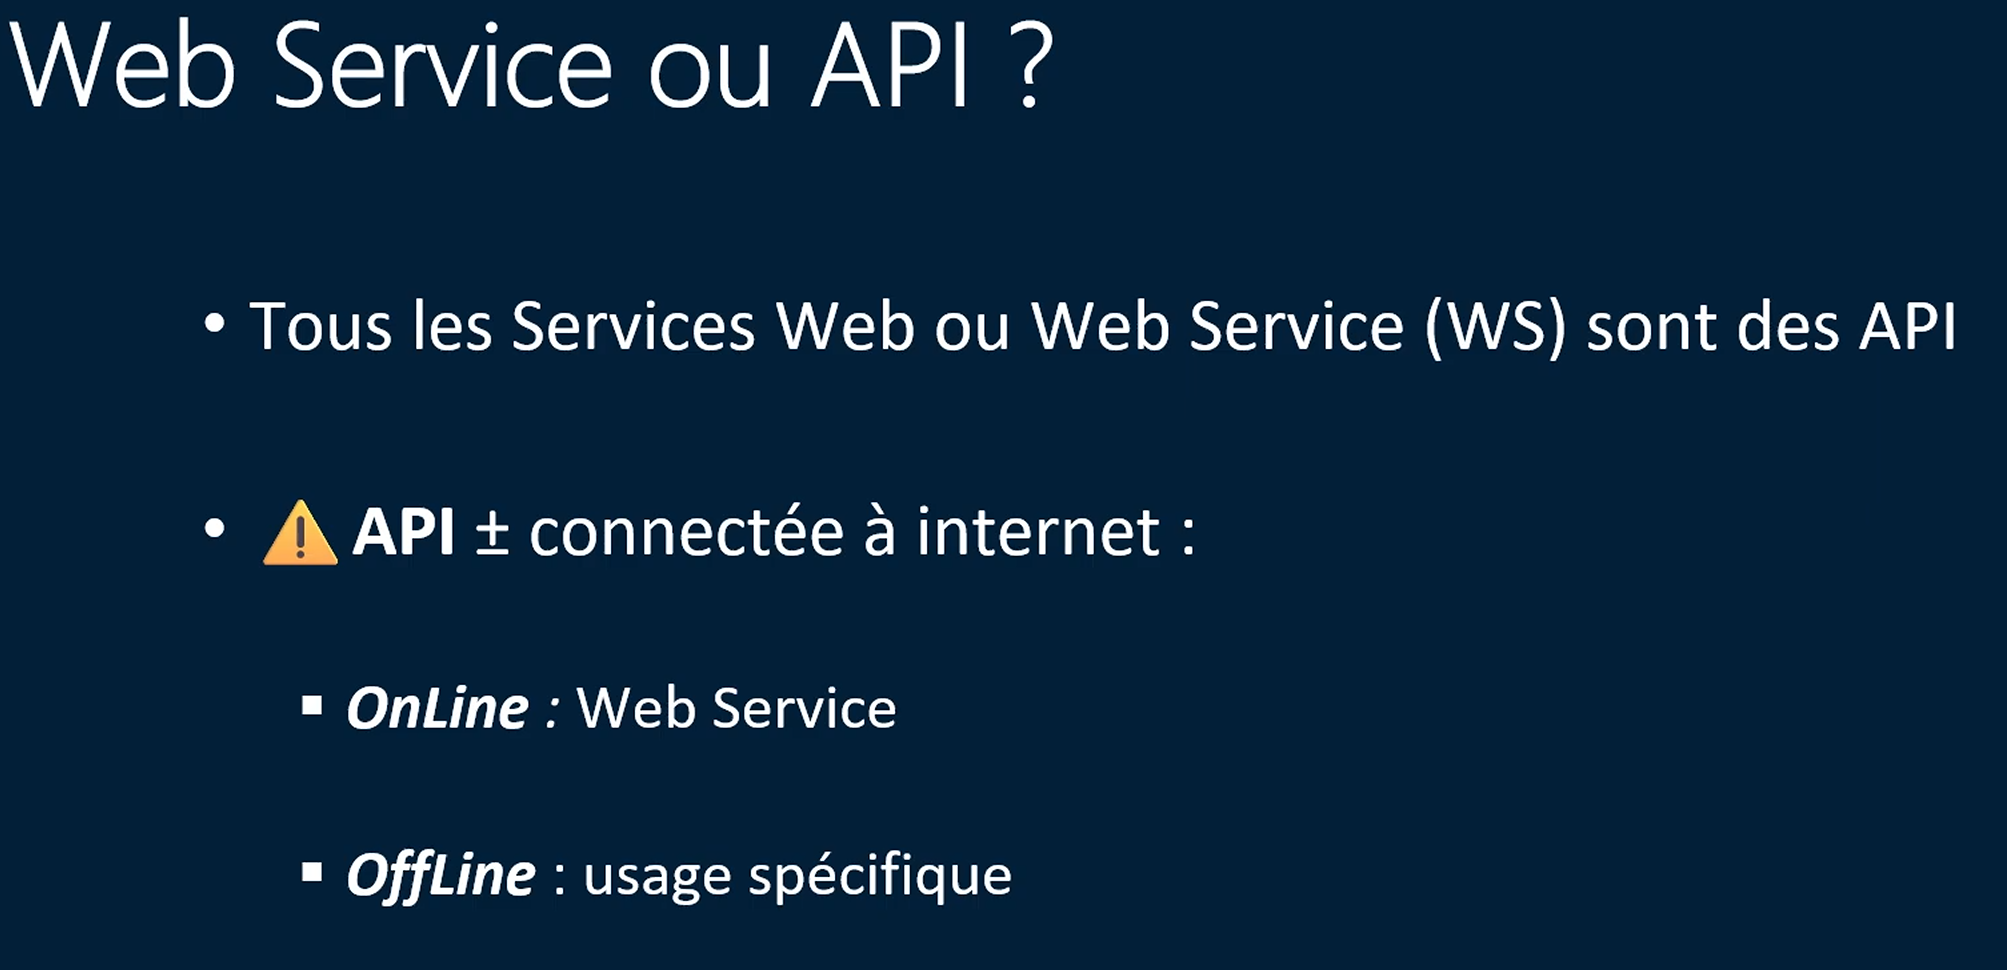 Web Service ou API ?
• Tous les Services Web ou Web Service (WS) sont des API
• ⚠ API ± connectée à internet :
▪ OnLine : Web Service
▪ OffLine : usage spécifique